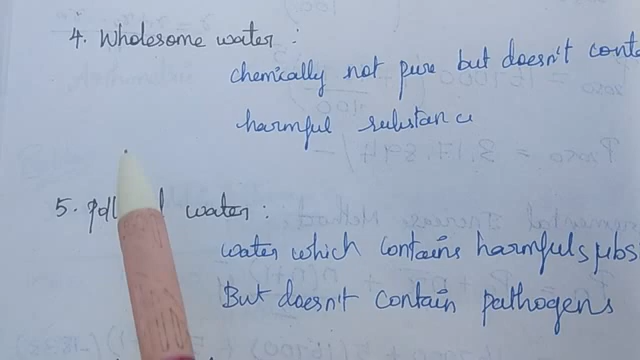 4. Wholesome water :
chemically not pure but doesn't conta
harmful substanc
5. water :
water which contains harmful subs
But doesn't contain pathogens